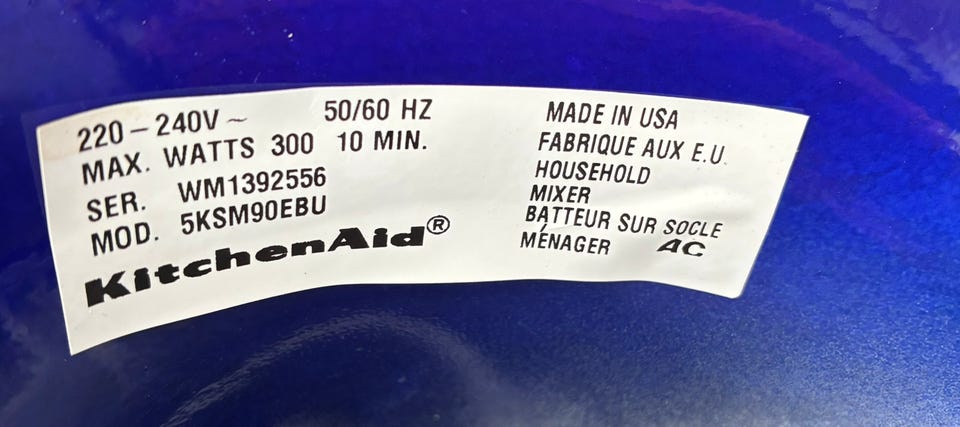 220-240V~ 50/60 HZ
MAX. WATTS 300 10 MIN.
SER. WM1392556
MOD. 5KSM90EBU
KitchenAid®
MADE IN USA
FABRIQUE AUX E.U.
HOUSEHOLD
MIXER
BATTEUR SUR SOCLE
MÉNAGER AC